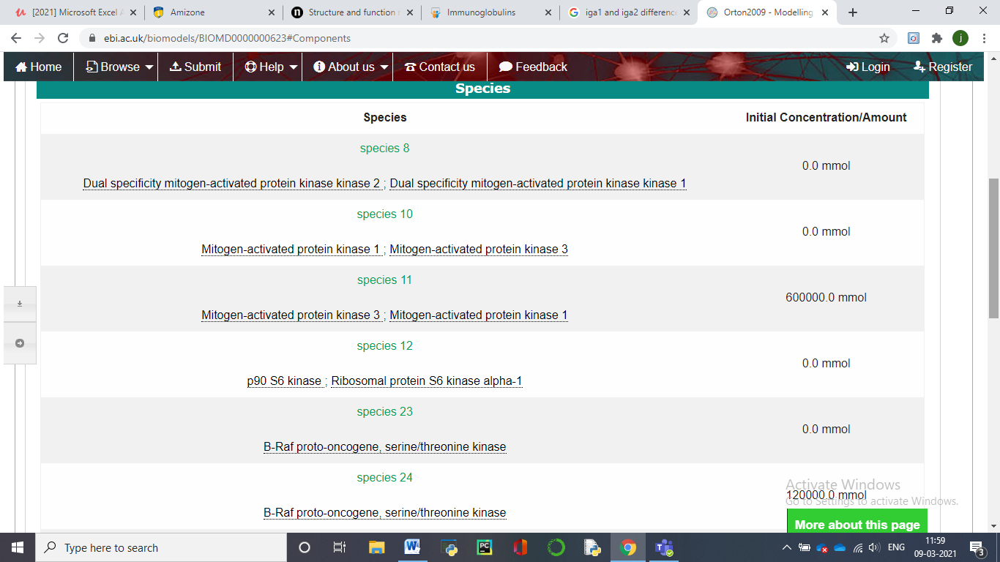 [2021] Microsoft Excel
Amizone
Structure and function
Immunoglobulins
iga1 and iga2 difference
Orton2009 - Modelling
ebi.ac.uk/biomodels/BIOMD0000000623#Components
j
Home
Browse
Submit
Help
About us
Contact us
Feedback
Login
Register
Species
Species Initial Concentration/Amount
species 8
0.0 mmol
Dual specificity mitogen-activated protein kinase kinase 2 ; Dual specificity mitogen-activated protein kinase kinase 1
species 10
0.0 mmol
Mitogen-activated protein kinase 1 ; Mitogen-activated protein kinase 3
species 11
600000.0 mmol
Mitogen-activated protein kinase 3 ; Mitogen-activated protein kinase 1
species 12
0.0 mmol
p90 S6 kinase ; Ribosomal protein S6 kinase alpha-1
species 23
0.0 mmol
B-Raf proto-oncogene, serine/threonine kinase
species 24
Activate Windows
120000.0 mmol
Go to Settings to activate Windows.
B-Raf proto-oncogene, serine/threonine kinase
More about this page
Type here to search
ENG
11:59
09-03-2021
3